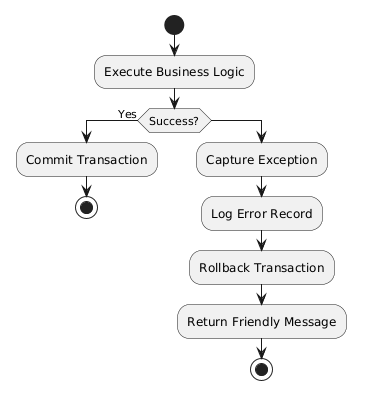 Execute Business Logic
Success?
Yes
Commit Transaction
Capture Exception
Log Error Record
Rollback Transaction
Return Friendly Message